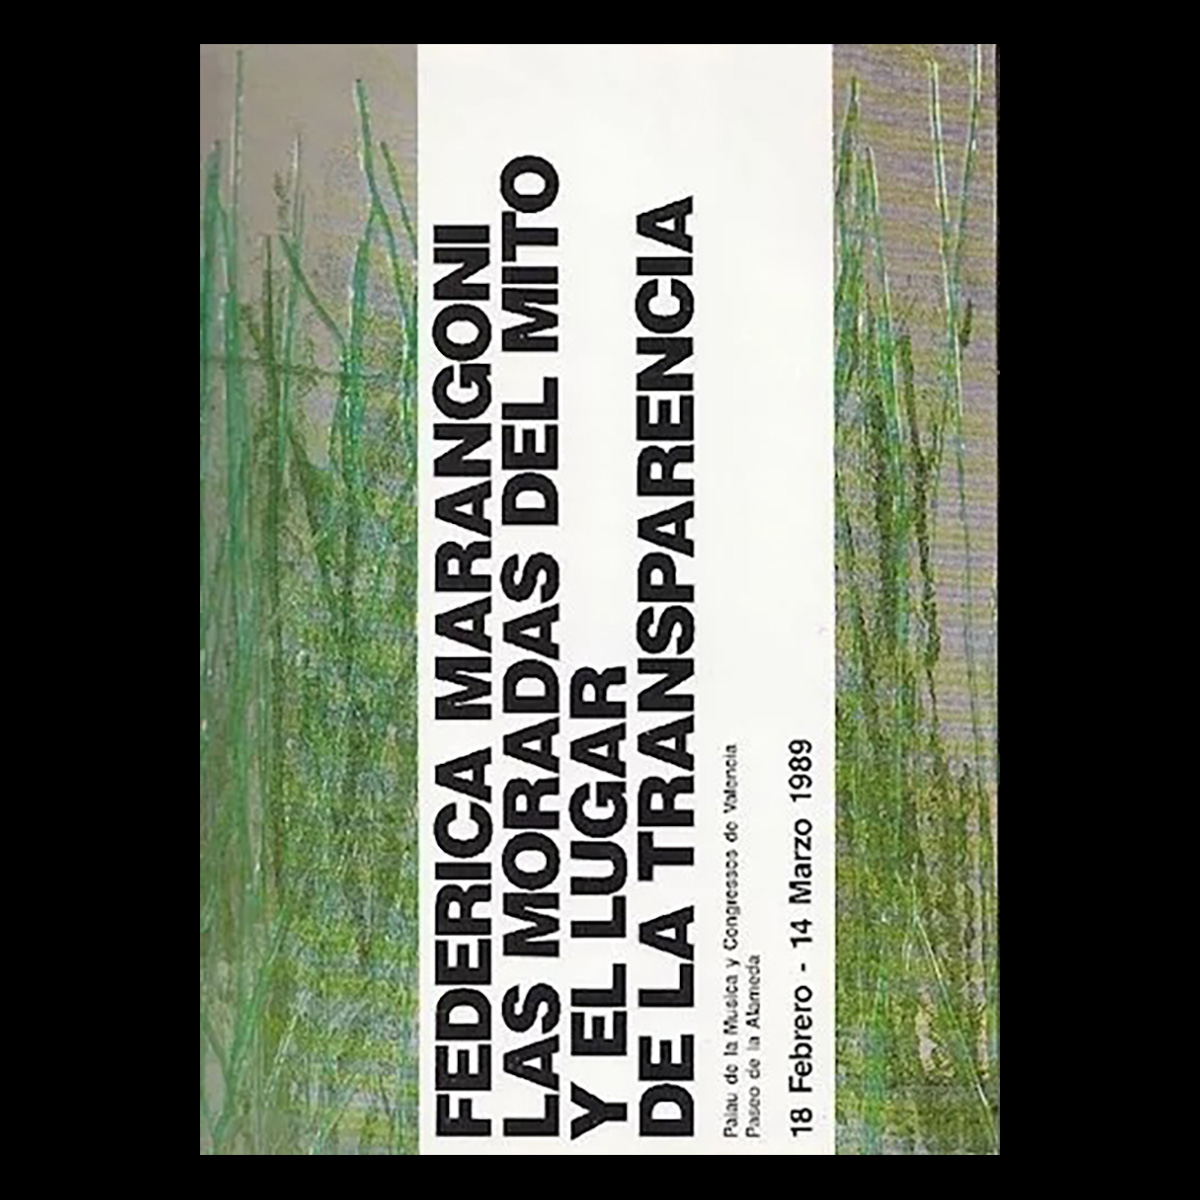 FEDERICA MARANGONI
LAS MORADAS DEL MITO
Y EL LUGAR
DE LA TRANSPARENCIA
Palau de la Musica y Congressos de Valencia
Paseo de la Alameda
18 Febrero - 14 Marzo 1989